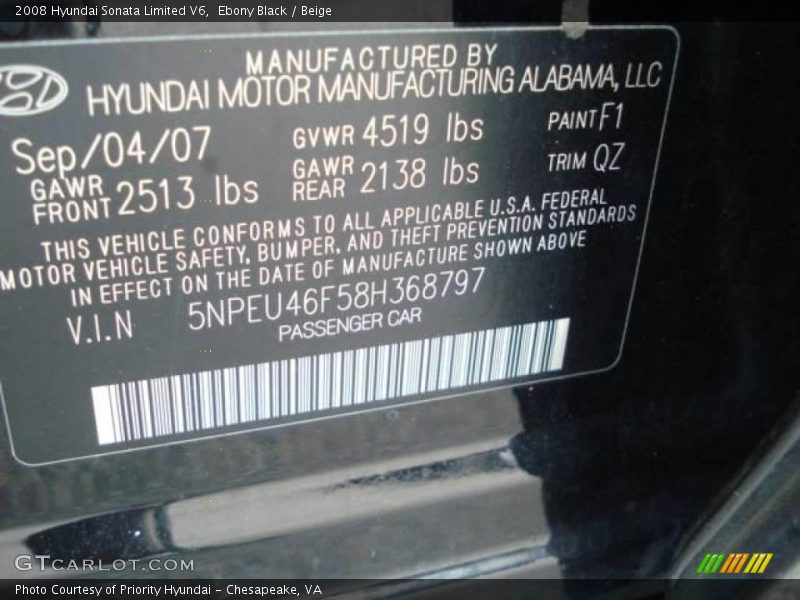 2008 Hyundai Sonata Limited V6, Ebony Black / Beige
MANUFACTURED BY
HYUNDAI MOTOR MANUFACTURING ALABAMA, LLC
Sep/04/07 GVWR 4519 lbs PAINT F1
GAWR FRONT 2513 lbs GAWR REAR 2138 lbs TRIM QZ
THIS VEHICLE CONFORMS TO ALL APPLICABLE U.S.A. FEDERAL
MOTOR VEHICLE SAFETY, BUMPER, AND THEFT PREVENTION STANDARDS
IN EFFECT ON THE DATE OF MANUFACTURE SHOWN ABOVE
V.I.N 5NPEU46F58H368797
PASSENGER CAR
GTCARLOT.COM
Photo Courtesy of Priority Hyundai - Chesapeake, VA